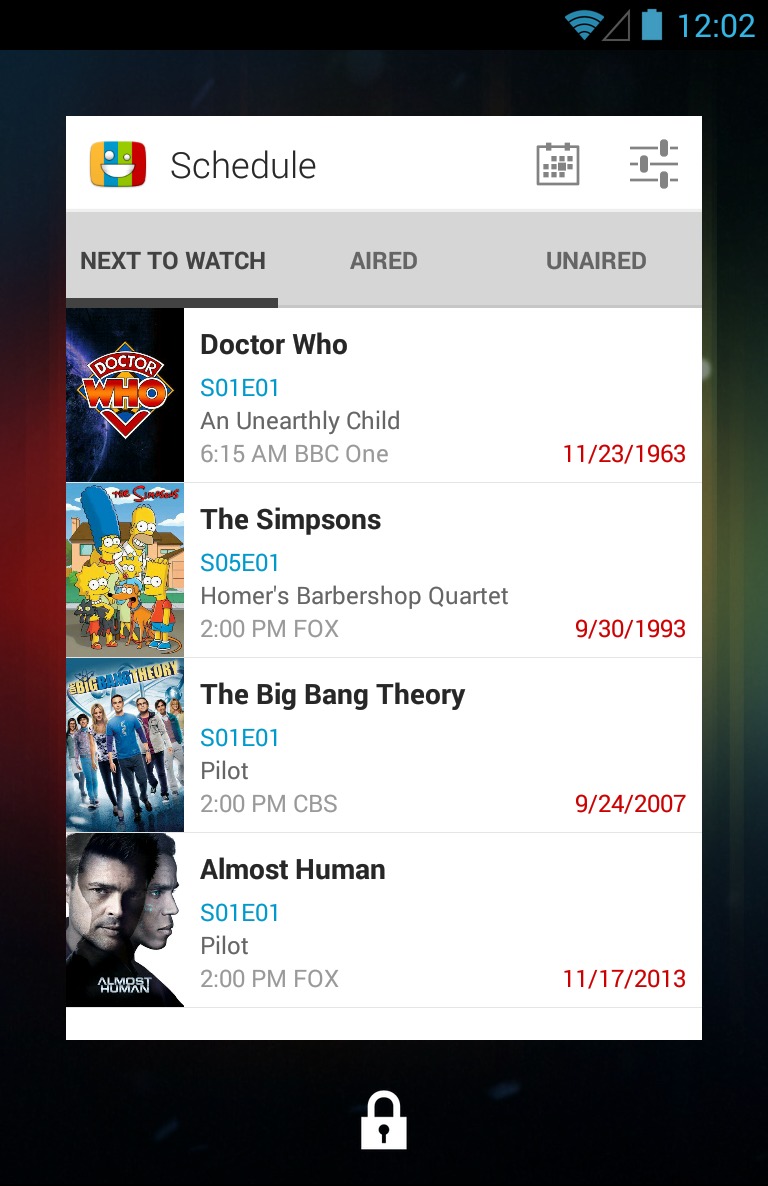 12:02
Schedule
NEXT TO WATCH AIRED UNAIRED
DOCTOR
WHO
Doctor Who
S01E01
An Unearthly Child
6:15 AM BBC One 11/23/1963
THE SIMPSONS
The Simpsons
S05E01
Homer's Barbershop Quartet
2:00 PM FOX 9/30/1993
THE BIG BANG THEORY
The Big Bang Theory
S01E01
Pilot
2:00 PM CBS 9/24/2007
ALMOST
HUMAN
Almost Human
S01E01
Pilot
2:00 PM FOX 11/17/2013